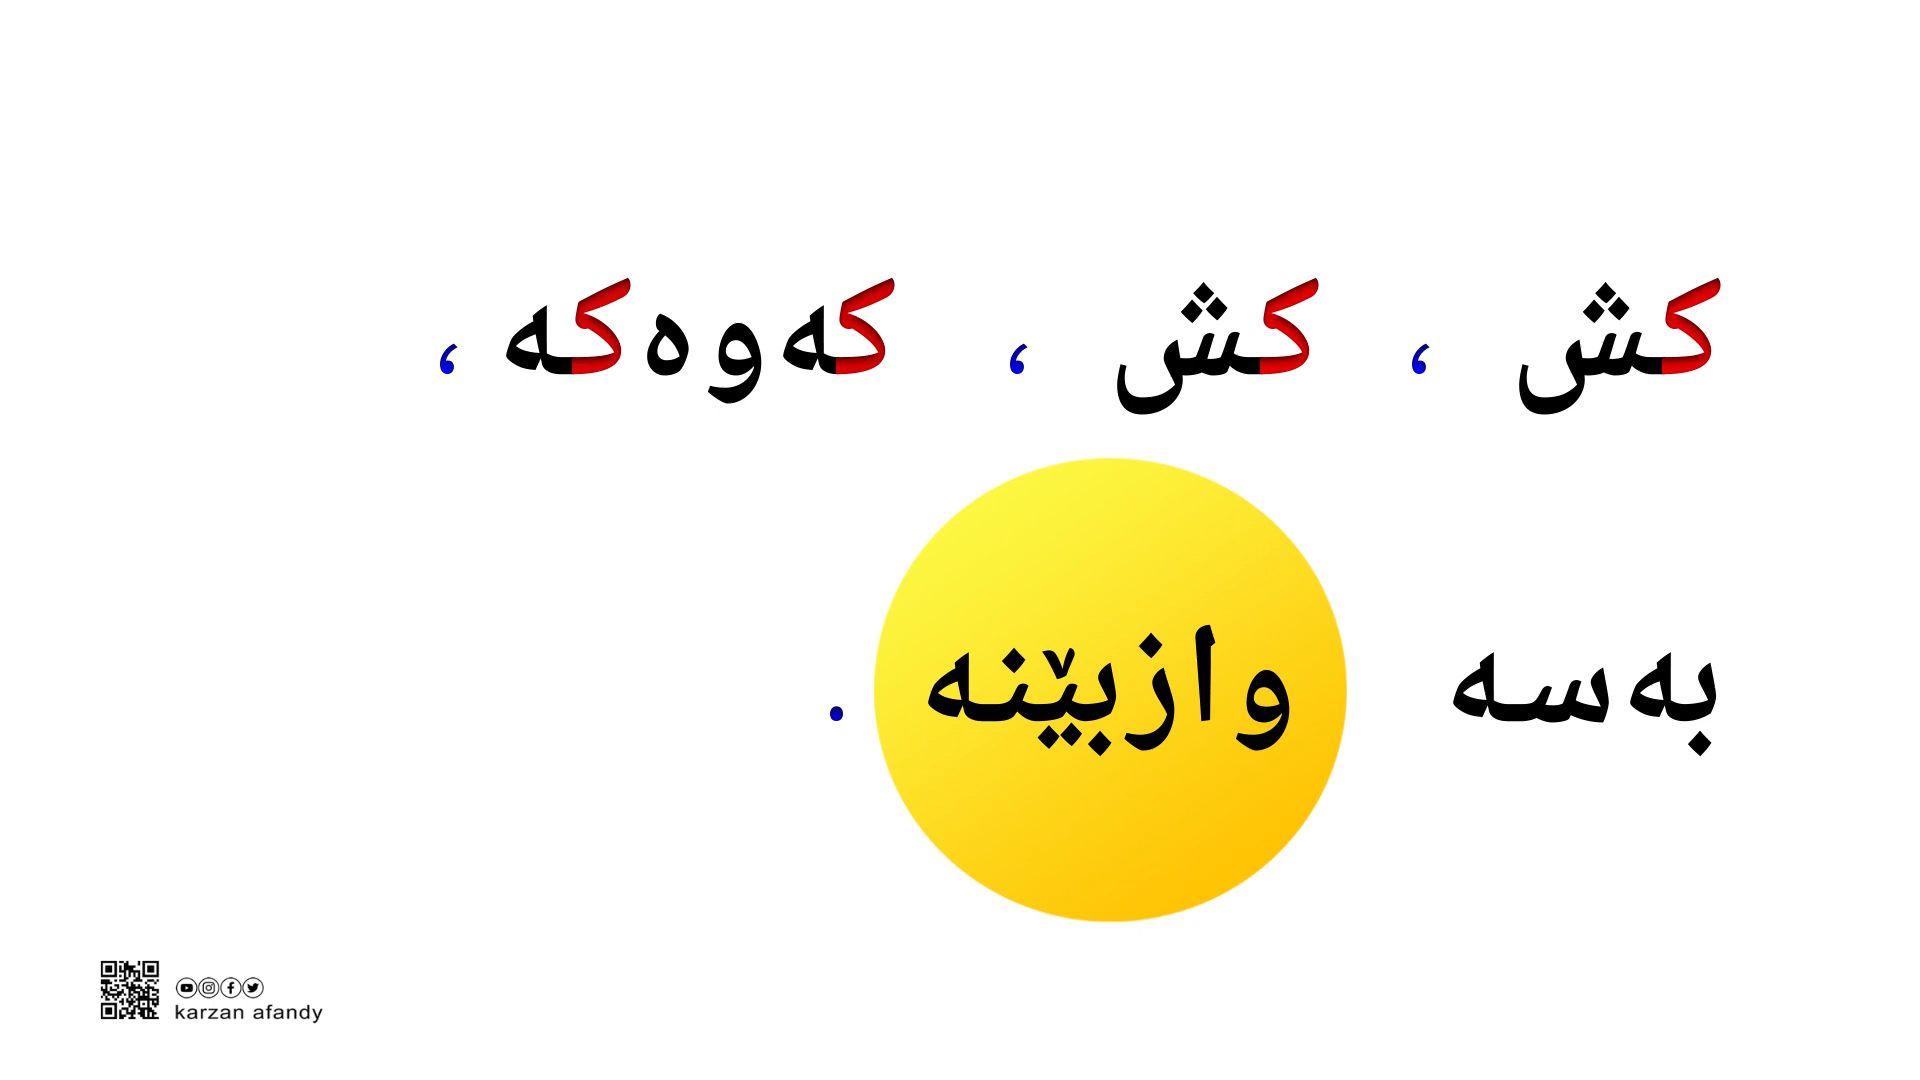 کش ، کش ، کەوەکە ،
بەسە وازبێنە .
karzan afandy